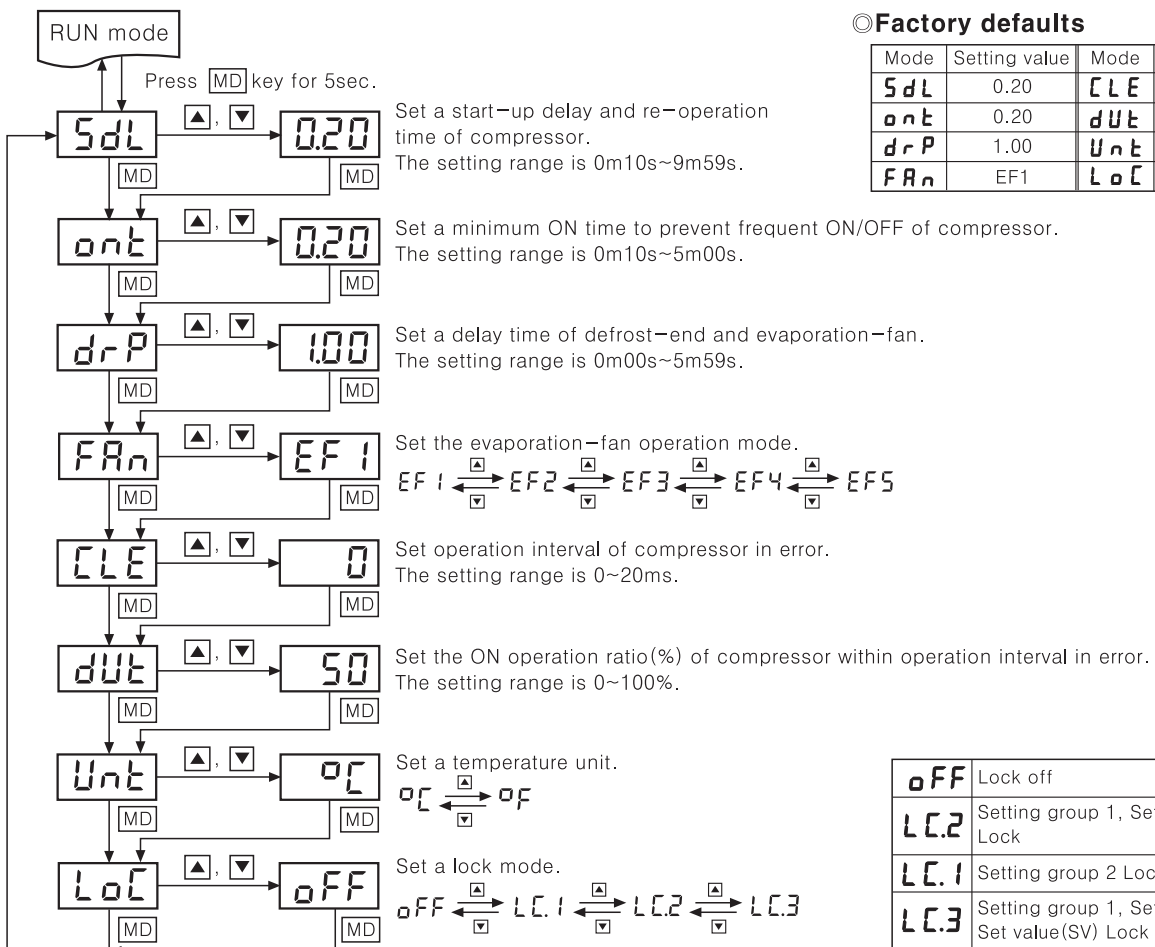 RUN mode
Press MD key for 5sec.
SdL
▲, ▼
0.20
MD
MD
Set a start-up delay and re-operation
time of compressor.
The setting range is 0m10s~9m59s.
ont
▲, ▼
0.20
MD
MD
Set a minimum ON time to prevent frequent ON/OFF of compressor.
The setting range is 0m10s~5m00s.
drP
▲, ▼
1.00
MD
MD
Set a delay time of defrost-end and evaporation-fan.
The setting range is 0m00s~5m59s.
FAn
▲, ▼
EF1
MD
MD
Set the evaporation-fan operation mode.
EF1 ▲ ▼ EF2 ▲ ▼ EF3 ▲ ▼ EF4 ▲ ▼ EF5
CLE
▲, ▼
0
MD
MD
Set operation interval of compressor in error.
The setting range is 0~20ms.
dUt
▲, ▼
50
MD
MD
Set the ON operation ratio(%) of compressor within operation interval in error.
The setting range is 0~100%.
Unt
▲, ▼
°C
MD
MD
Set a temperature unit.
°C ▲ ▼ °F
LoC
▲, ▼
oFF
MD
MD
Set a lock mode.
oFF ▲ ▼ LC.1 ▲ ▼ LC.2 ▲ ▼ LC.3
◎Factory defaults
Mode Setting value Mode
SdL 0.20 CLE
ont 0.20 dUt
drP 1.00 Unt
FAn EF1 LoC
oFF Lock off
LC.2 Setting group 1, Set
Lock
LC.1 Setting group 2 Loc
LC.3 Setting group 1, Set
Set value(SV) Lock